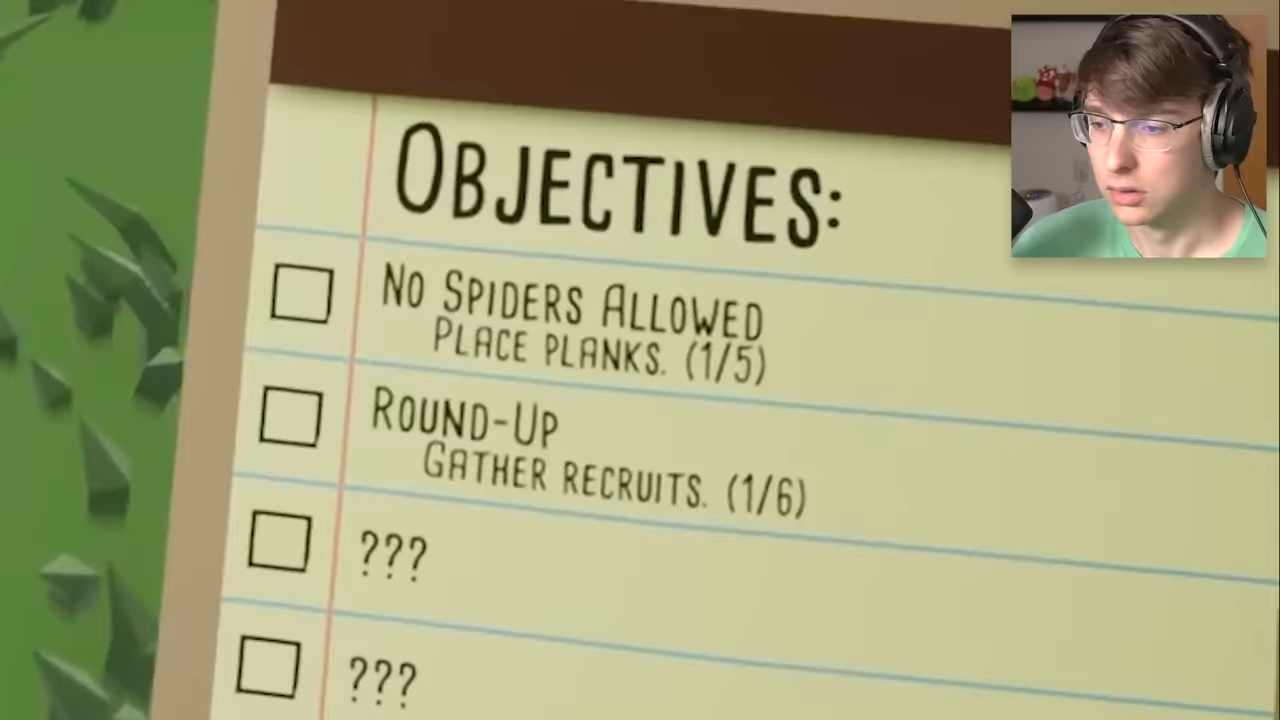 OBJECTIVES:
NO SPIDERS ALLOWED
PLACE PLANKS. (1/5)
ROUND-UP
GATHER RECRUITS. (1/6)
???
???